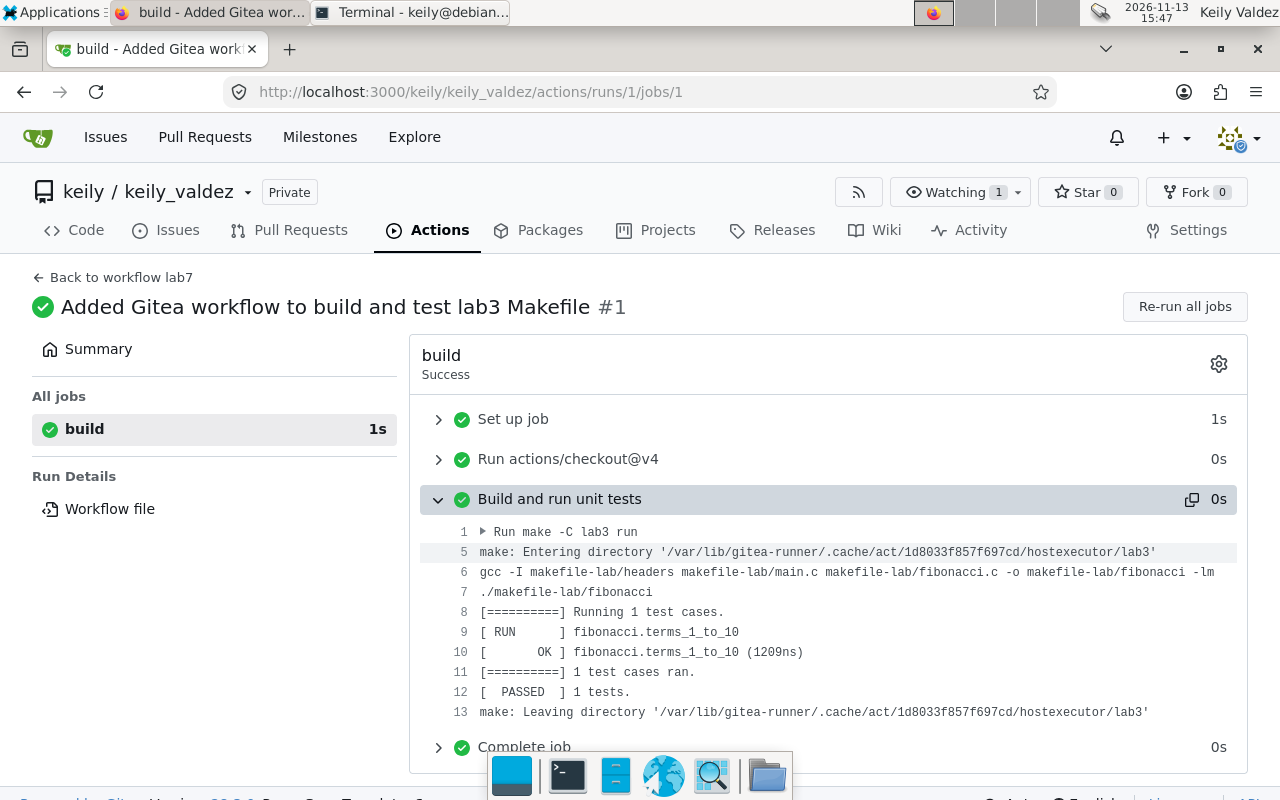 Applications
build - Added Gitea wor...
Terminal - keily@debian...
2026-11-13
15:47
Keily Valdez
build - Added Gitea work
http://localhost:3000/keily/keily_valdez/actions/runs/1/jobs/1
Issues
Pull Requests
Milestones
Explore
keily / keily_valdez
Private
Watching 1
Star 0
Fork 0
Code
Issues
Pull Requests
Actions
Packages
Projects
Releases
Wiki
Activity
Settings
Back to workflow lab7
Added Gitea workflow to build and test lab3 Makefile #1
Re-run all jobs
Summary
All jobs
build 1s
Run Details
Workflow file
build
Success
Set up job 1s
Run actions/checkout@v4 0s
Build and run unit tests 0s
1 Run make -C lab3 run
5 make: Entering directory '/var/lib/gitea-runner/.cache/act/1d8033f857f697cd/hostexecutor/lab3'
6 gcc -I makefile-lab/headers makefile-lab/main.c makefile-lab/fibonacci.c -o makefile-lab/fibonacci -lm
7 ./makefile-lab/fibonacci
8 [==========] Running 1 test cases.
9 [ RUN      ] fibonacci.terms_1_to_10
10 [       OK ] fibonacci.terms_1_to_10 (1209ns)
11 [==========] 1 test cases ran.
12 [  PASSED  ] 1 tests.
13 make: Leaving directory '/var/lib/gitea-runner/.cache/act/1d8033f857f697cd/hostexecutor/lab3'
Complete job 0s